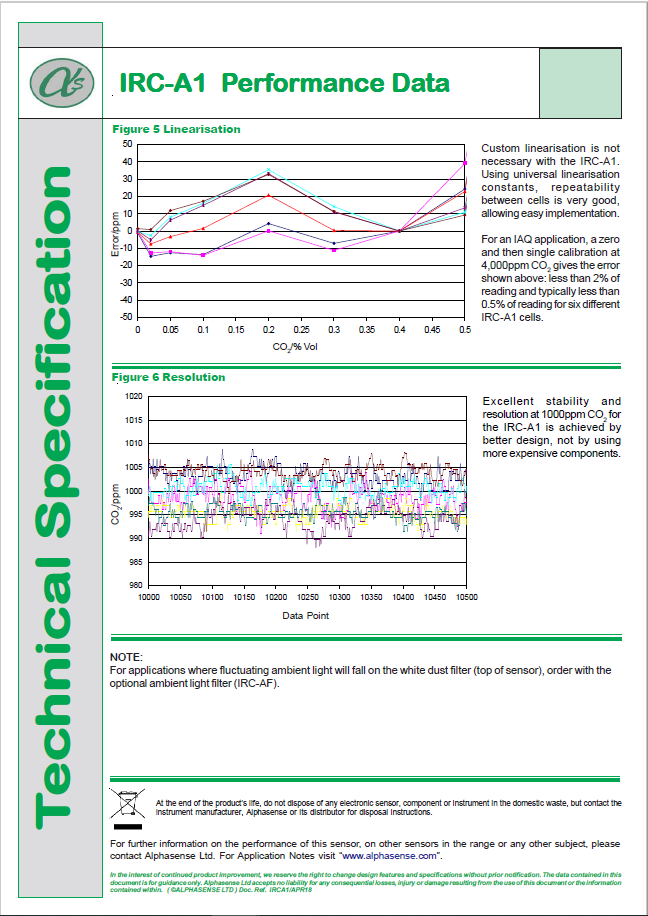 α's
IRC-A1 Performance Data
Technical Specification
Figure 5 Linearisation
50
40
30
20
10
0
-10
-20
-30
-40
-50
Error/ppm
0 0.05 0.1 0.15 0.2 0.25 0.3 0.35 0.4 0.45 0.5
CO2/% Vol
Custom linearisation is not
necessary with the IRC-A1.
Using universal linearisation
constants, repeatability
between cells is very good,
allowing easy implementation.
For an IAQ application, a zero
and then single calibration at
4,000ppm CO2 gives the error
shown above: less than 2% of
reading and typically less than
0.5% of reading for six different
IRC-A1 cells.
Figure 6 Resolution
1020
1015
1010
1005
1000
995
990
985
980
CO2/ppm
10000 10050 10100 10150 10200 10250 10300 10350 10400 10450 10500
Data Point
Excellent stability and
resolution at 1000ppm CO2 for
the IRC-A1 is achieved by
better design, not by using
more expensive components.
NOTE:
For applications where fluctuating ambient light will fall on the white dust filter (top of sensor), order with the
optional ambient light filter (IRC-AF).
At the end of the product's life, do not dispose of any electronic sensor, component or instrument in the domestic waste, but contact the
instrument manufacturer, Alphasense or its distributor for disposal instructions.
For further information on the performance of this sensor, on other sensors in the range or any other subject, please
contact Alphasense Ltd. For Application Notes visit "www.alphasense.com".
In the interest of continued product improvement, we reserve the right to change design features and specifications without prior notification. The data contained in this
document is for guidance only. Alphasense Ltd accepts no liability for any consequential losses, injury or damage resulting from the use of this document or the information
contained within. ( ©ALPHASENSE LTD ) Doc. Ref. IRCA1/APR18